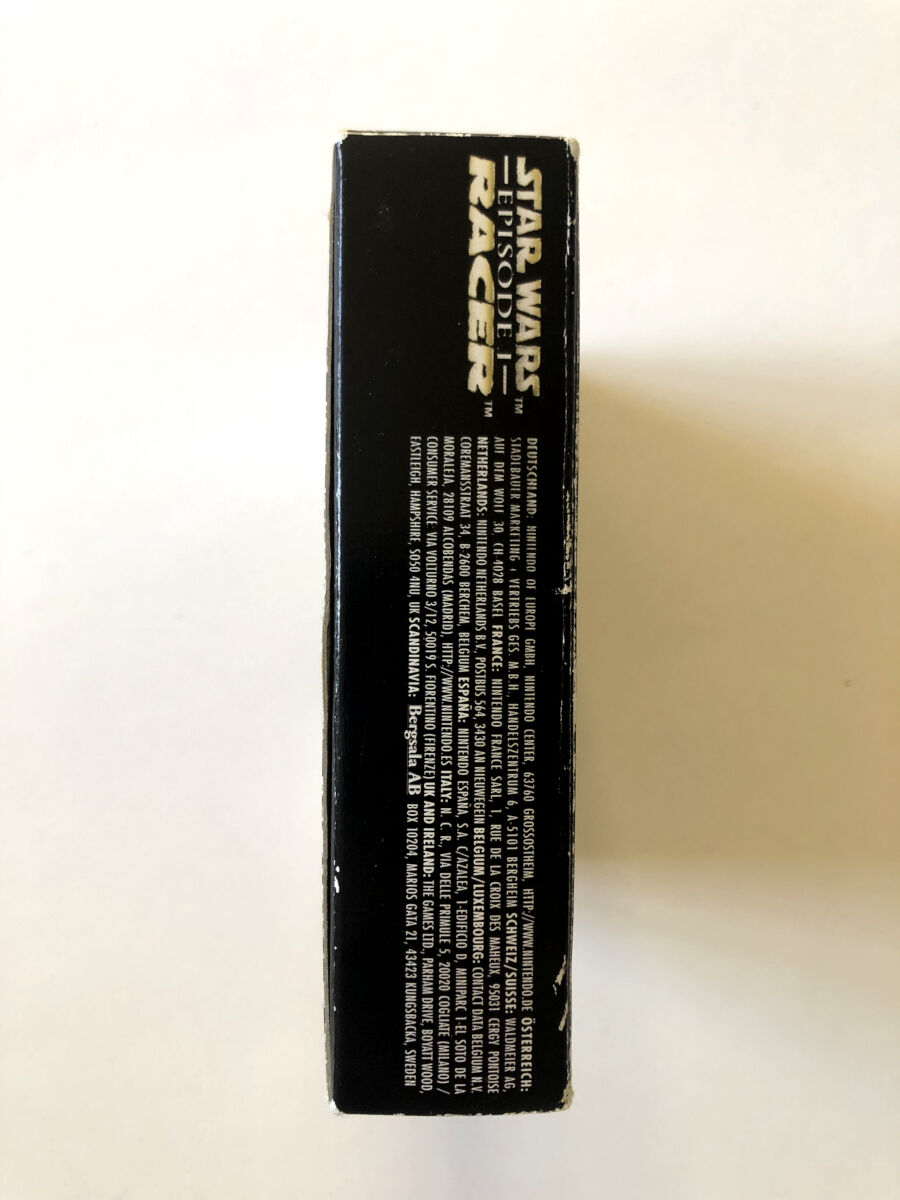 STAR WARS™
EPISODE I
RACER™
DEUTSCHLAND: NINTENDO OF EUROPE GMBH, NINTENDO CENTER, 63760 GROSSOSTHEIM, HTTP://WWW.NINTENDO.DE ÖSTERREICH:
STADLBAUER MARKETING + VERTRIEBS GES. M.B.H., HANDELSZENTRUM 6, A-5101 BERGHEIM SCHWEIZ/SUISSE: WALDMEIER AG,
AUF DEM WOLF 30, CH-4028 BASEL FRANCE: NINTENDO FRANCE SARL, 1, RUE DE LA CROIX DES MAHEUX, 95031 CERGY PONTOISE
NETHERLANDS: NINTENDO NETHERLANDS B.V., POSTBUS 564, 3430 AN NIEUWEGEIN BELGIUM/LUXEMBOURG: CONTACT DATA BELGIUM N.V.
COREMANSSTRAAT 34, B-2600 BERCHEM, BELGIUM ESPAÑA: NINTENDO ESPAÑA, S.A. C/AZALEA, 1-EDIFICIO D, MINIPARC 1-EL SOTO DE LA
MORALEJA, 28109 ALCOBENDAS (MADRID), HTTP://WWW.NINTENDO.ES ITALY: N. C. R., VIA DELLE PRIMULE 5, 20020 COGLIATE (MILANO) /
CONSUMER SERVICE: VIA VOLTURNO 3/12, 50019 S. FIORENTINO (FIRENZE) UK AND IRELAND: THE GAMES LTD., PARHAM DRIVE, BOYATT WOOD,
EASTLEIGH, HAMPSHIRE, SO50 4NU, UK SCANDINAVIA: Bergsala AB BOX 10204, MARIOS GATA 21, 43423 KUNGSBACKA, SWEDEN